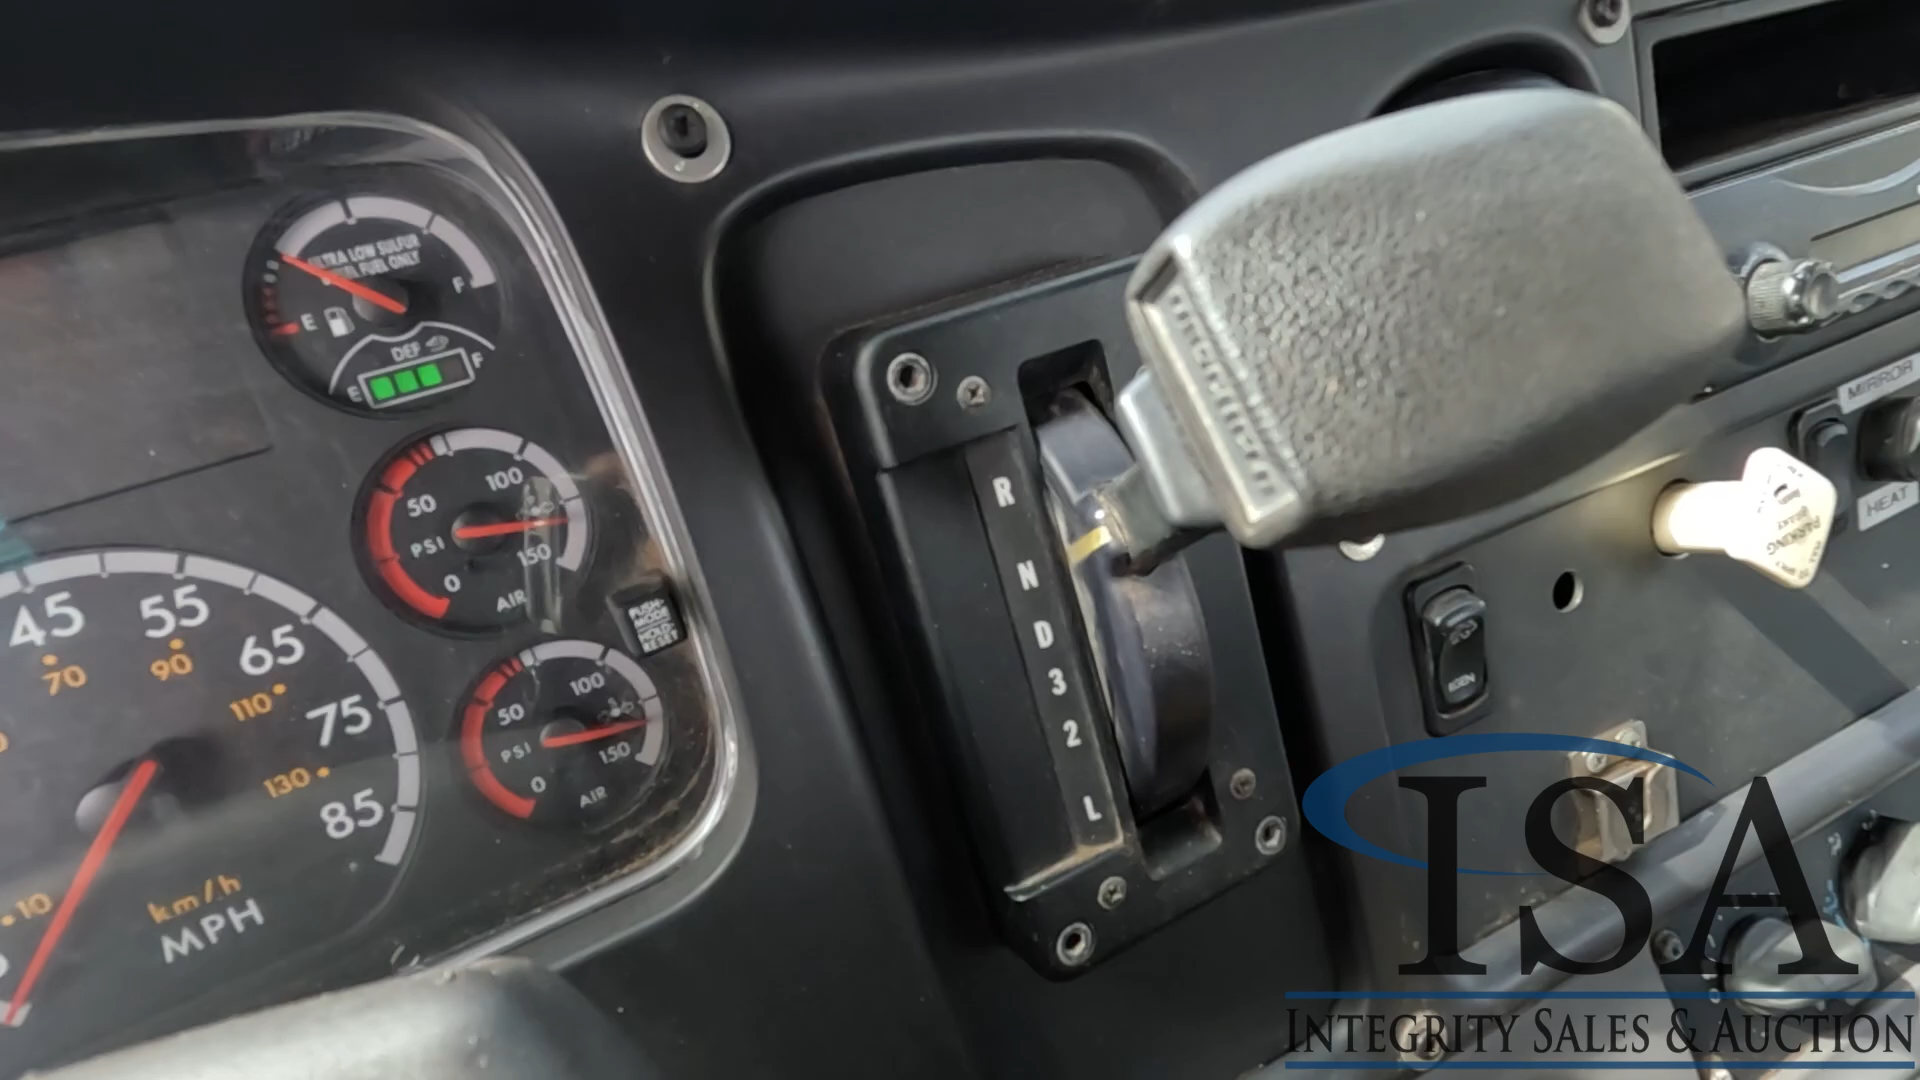 ULTRA LOW SULFUR
FUEL ONLY
E
F
DEF
E
F
50
100
150
0
PSI
AIR
PUSH-
MODE
HOLD-
RESET
50
100
150
0
PSI
AIR
45
55
65
75
85
70
90
110
130
10
km/h
MPH
R
N
D
3
2
L
MIRROR
HEAT
PARKING
BRAKE
REGEN
ISA
INTEGRITY SALES & AUCTION